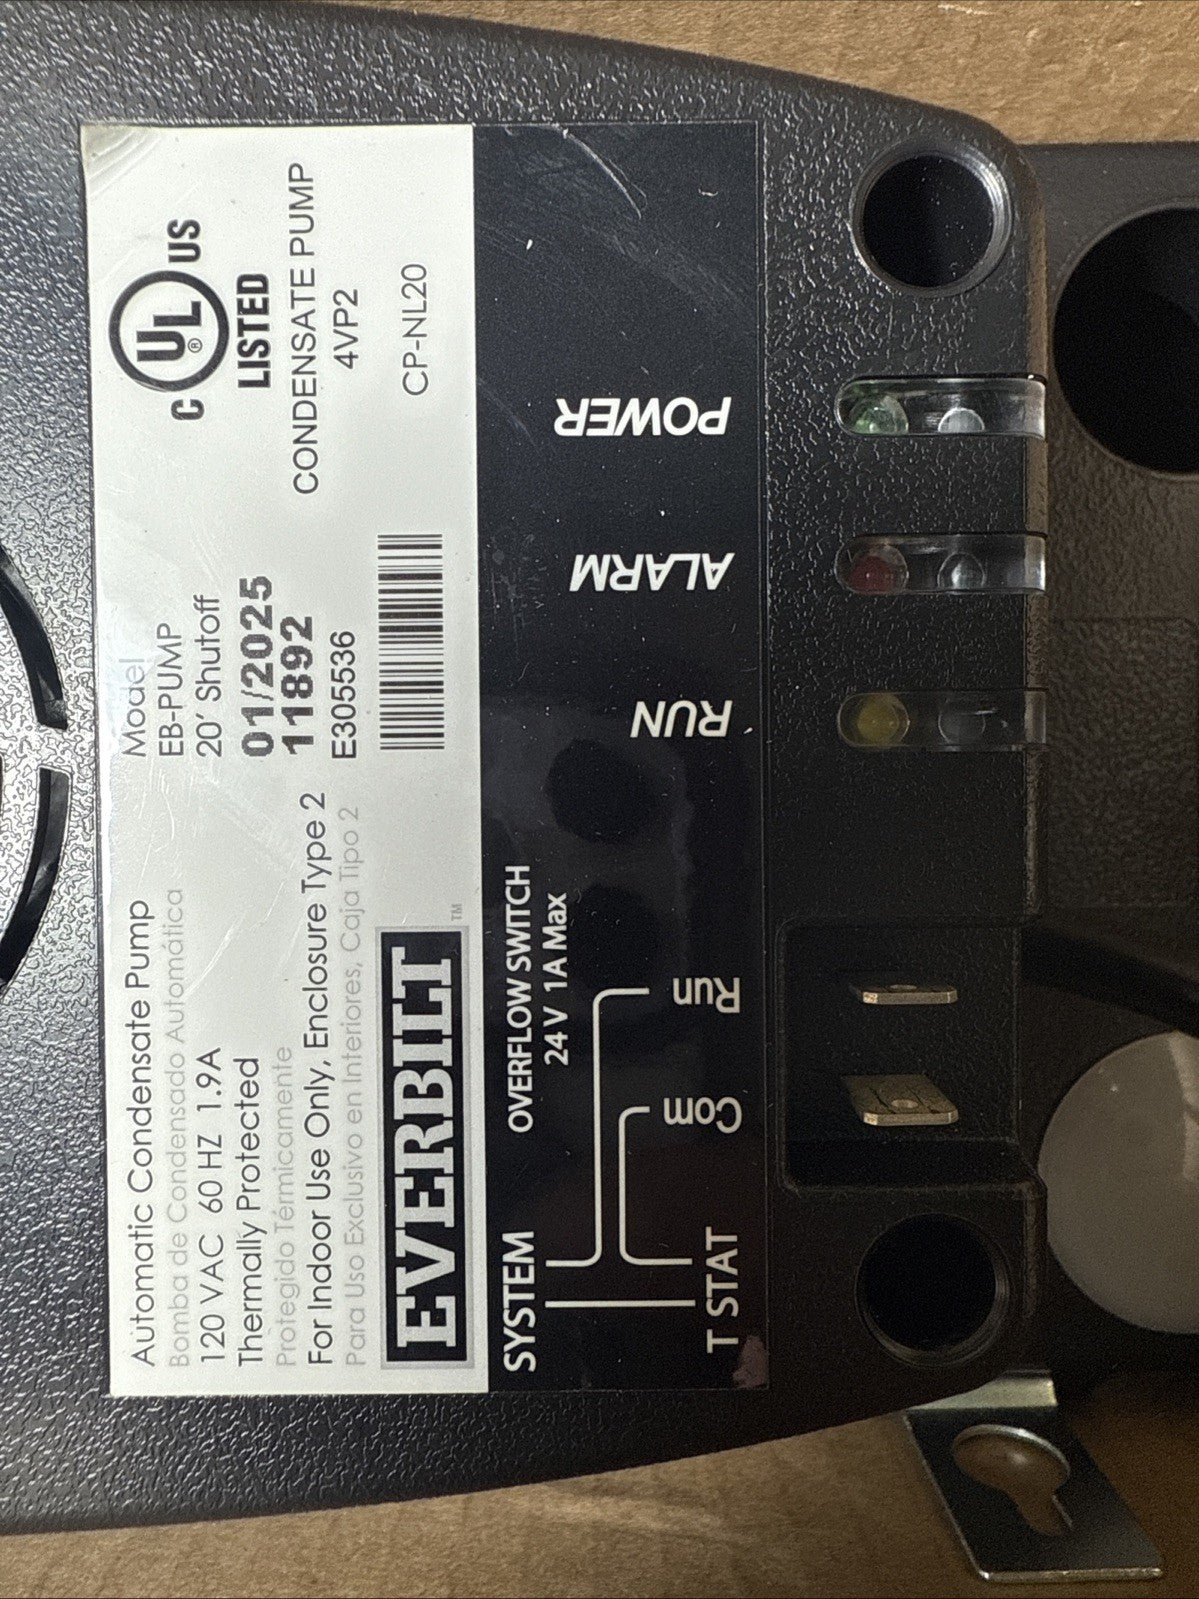 Automatic Condensate Pump
Bomba de Condensado Automática
120 VAC 60 HZ 1.9A
Thermally Protected
Protegido Térmicamente
For Indoor Use Only, Enclosure Type 2
Para Uso Exclusivo en Interiores, Caja Tipo 2
EVERBILT™
Model
EB-PUMP
20' Shutoff
01/2025
11892
E305536
C UL® US
LISTED
CONDENSATE PUMP
4VP2
CP-NL20
SYSTEM
OVERFLOW SWITCH
24 V 1A Max
T STAT
Com
Run
RUN
ALARM
POWER